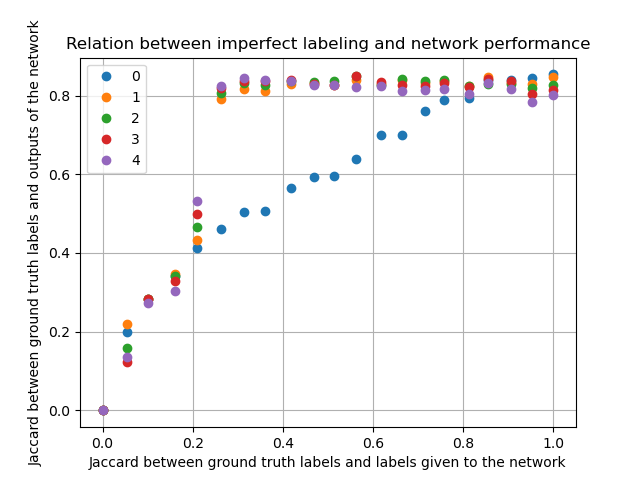 Relation between imperfect labeling and network performance
Jaccard between ground truth labels and outputs of the network
0.8
0.6
0.4
0.2
0.0
0
1
2
3
4
0.0 0.2 0.4 0.6 0.8 1.0
Jaccard between ground truth labels and labels given to the network